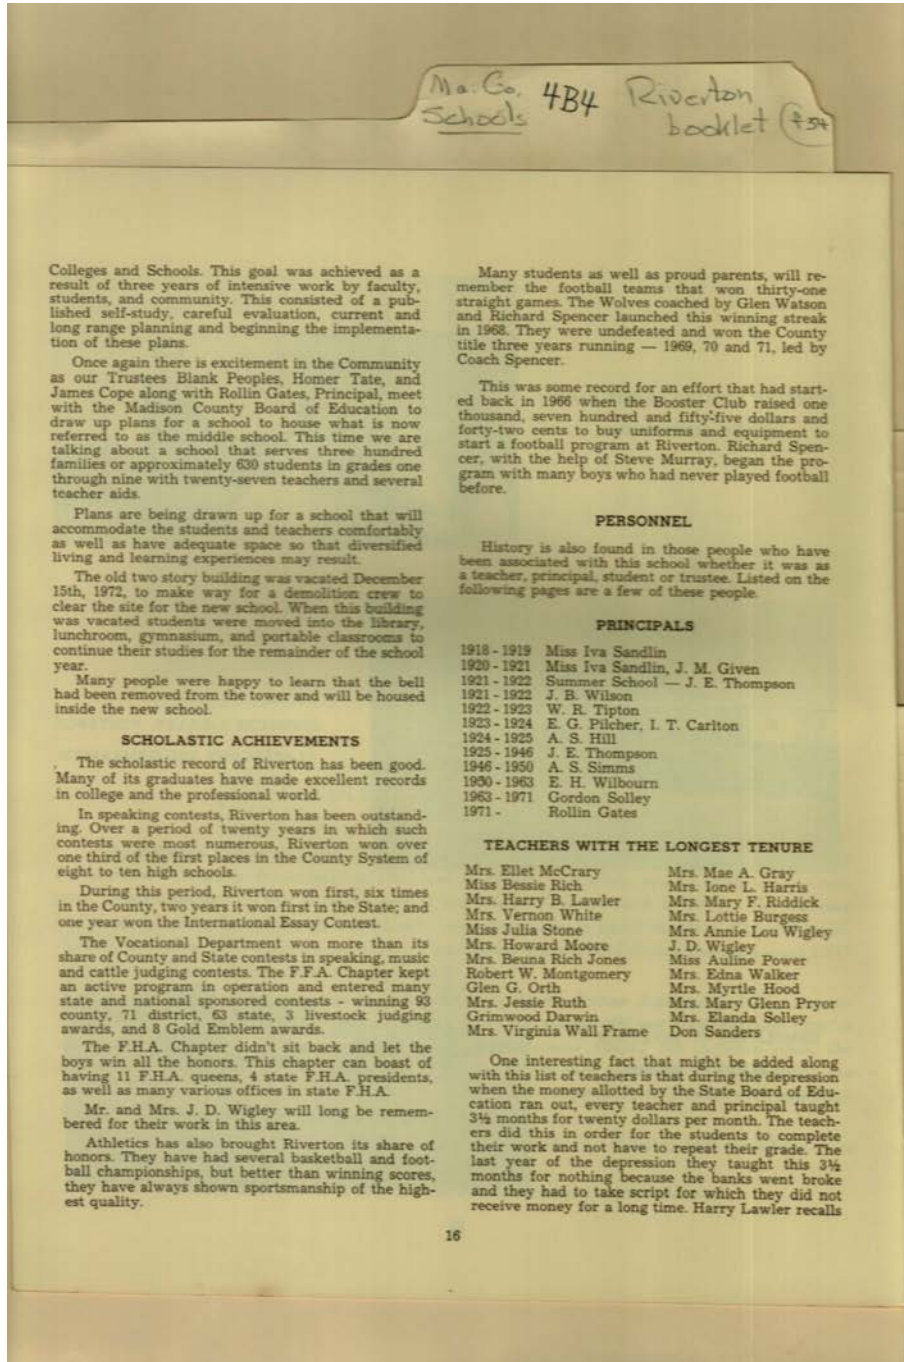 Ma. Co.
Schools
4B4
Riverton
booklet
Colleges and Schools. This goal was achieved as a
result of three years of intensive work by faculty,
students, and community. This consisted of a pub-
lished self-study, careful evaluation, current and
long range planning and beginning the implementa-
tion of these plans.
Once again there is excitement in the Community
as our Trustees Blank Peoples, Homer Tate, and
James Cope along with Rollin Gates, Principal, meet
with the Madison County Board of Education to
draw up plans for a school to house what is now
referred to as the middle school. This time we are
talking about a school that serves three hundred
families or approximately 630 students in grades one
through nine with twenty-seven teachers and several
teacher aids.
Plans are being drawn up for a school that will
accommodate the students and teachers comfortably
as well as have adequate space so that diversified
living and learning experiences may result.
The old two story building was vacated December
15th, 1972, to make way for a demolition crew to
clear the site for the new school. When this building
was vacated students were moved into the library,
lunchroom, gymnasium, and portable classrooms to
continue their studies for the remainder of the school
year.
Many people were happy to learn that the bell
had been removed from the tower and will be housed
inside the new school.
SCHOLASTIC ACHIEVEMENTS
The scholastic record of Riverton has been good.
Many of its graduates have made excellent records
in college and the professional world.
In speaking contests, Riverton has been outstand-
ing. Over a period of twenty years in which such
contests were most numerous, Riverton won over
one third of the first places in the County System of
eight to ten high schools.
During this period, Riverton won first, six times
in the County, two years it won first in the State; and
one year won the International Essay Contest.
The Vocational Department won more than its
share of County and State contests in speaking, music
and cattle judging contests. The F.F.A. Chapter kept
an active program in operation and entered many
state and national sponsored contests - winning 93
county, 71 district, 63 state, 3 livestock judging
awards, and 8 Gold Emblem awards.
The F.H.A. Chapter didn't sit back and let the
boys win all the honors. This chapter can boast of
having 11 F.H.A. queens, 4 state F.H.A. presidents,
as well as many various offices in state F.H.A.
Mr. and Mrs. J. D. Wigley will long be remem-
bered for their work in this area.
Athletics has also brought Riverton its share of
honors. They have had several basketball and foot-
ball championships, but better than winning scores,
they have always shown sportsmanship of the high-
est quality.
Many students as well as proud parents, will re-
member the football teams that won thirty-one
straight games. The Wolves coached by Glen Watson
and Richard Spencer launched this winning streak
in 1968. They were undefeated and won the County
title three years running — 1969, 70 and 71, led by
Coach Spencer.
This was some record for an effort that had start-
ed back in 1966 when the Booster Club raised one
thousand, seven hundred and fifty-five dollars and
forty-two cents to buy uniforms and equipment to
start a football program at Riverton. Richard Spen-
cer, with the help of Steve Murray, began the pro-
gram with many boys who had never played football
before.
PERSONNEL
History is also found in those people who have
been associated with this school whether it was as
a teacher, principal, student or trustee. Listed on the
following pages are a few of these people.
PRINCIPALS
1918 - 1919 Miss Iva Sandlin
1920 - 1921 Miss Iva Sandlin, J. M. Given
1921 - 1922 Summer School — J. E. Thompson
1921 - 1922 J. B. Wilson
1922 - 1923 W. R. Tipton
1923 - 1924 E. G. Pilcher, I. T. Carlton
1924 - 1925 A. S. Hill
1925 - 1946 J. E. Thompson
1946 - 1950 A. S. Simms
1950 - 1963 E. H. Wilbourn
1963 - 1971 Gordon Solley
1971 - Rollin Gates
TEACHERS WITH THE LONGEST TENURE
Mrs. Ellet McCrary
Miss Bessie Rich
Mrs. Harry B. Lawler
Mrs. Vernon White
Miss Julia Stone
Mrs. Howard Moore
Mrs. Beuna Rich Jones
Robert W. Montgomery
Glen G. Orth
Mrs. Jessie Ruth
Grimwood Darwin
Mrs. Virginia Wall Frame
Mrs. Mae A. Gray
Mrs. Ione L. Harris
Mrs. Mary F. Riddick
Mrs. Lottie Burgess
Mrs. Annie Lou Wigley
J. D. Wigley
Miss Auline Power
Mrs. Edna Walker
Mrs. Myrtle Hood
Mrs. Mary Glenn Pryor
Mrs. Elanda Solley
Don Sanders
One interesting fact that might be added along
with this list of teachers is that during the depression
when the money allotted by the State Board of Edu-
cation ran out, every teacher and principal taught
3½ months for twenty dollars per month. The teach-
ers did this in order for the students to complete
their work and not have to repeat their grade. The
last year of the depression they taught this 3½
months for nothing because the banks went broke
and they had to take script for which they did not
receive money for a long time. Harry Lawler recalls
16